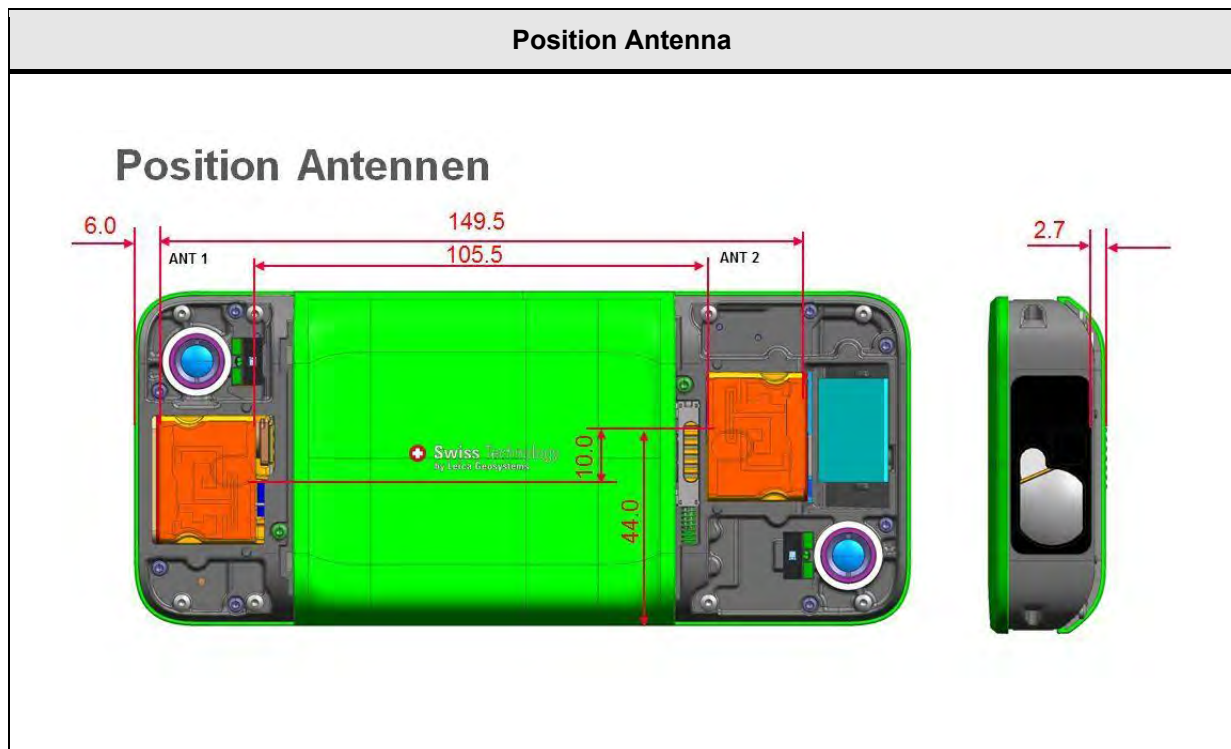 Position Antenna
Position Antennen
6.0
149.5
2.7
ANT 1
105.5
ANT 2
Swiss Technology
by Leica Geosystems
10.0
44.0